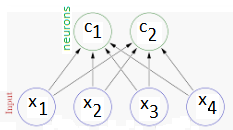 neurons
c1 c2
Input
x1 x2 x3 x4